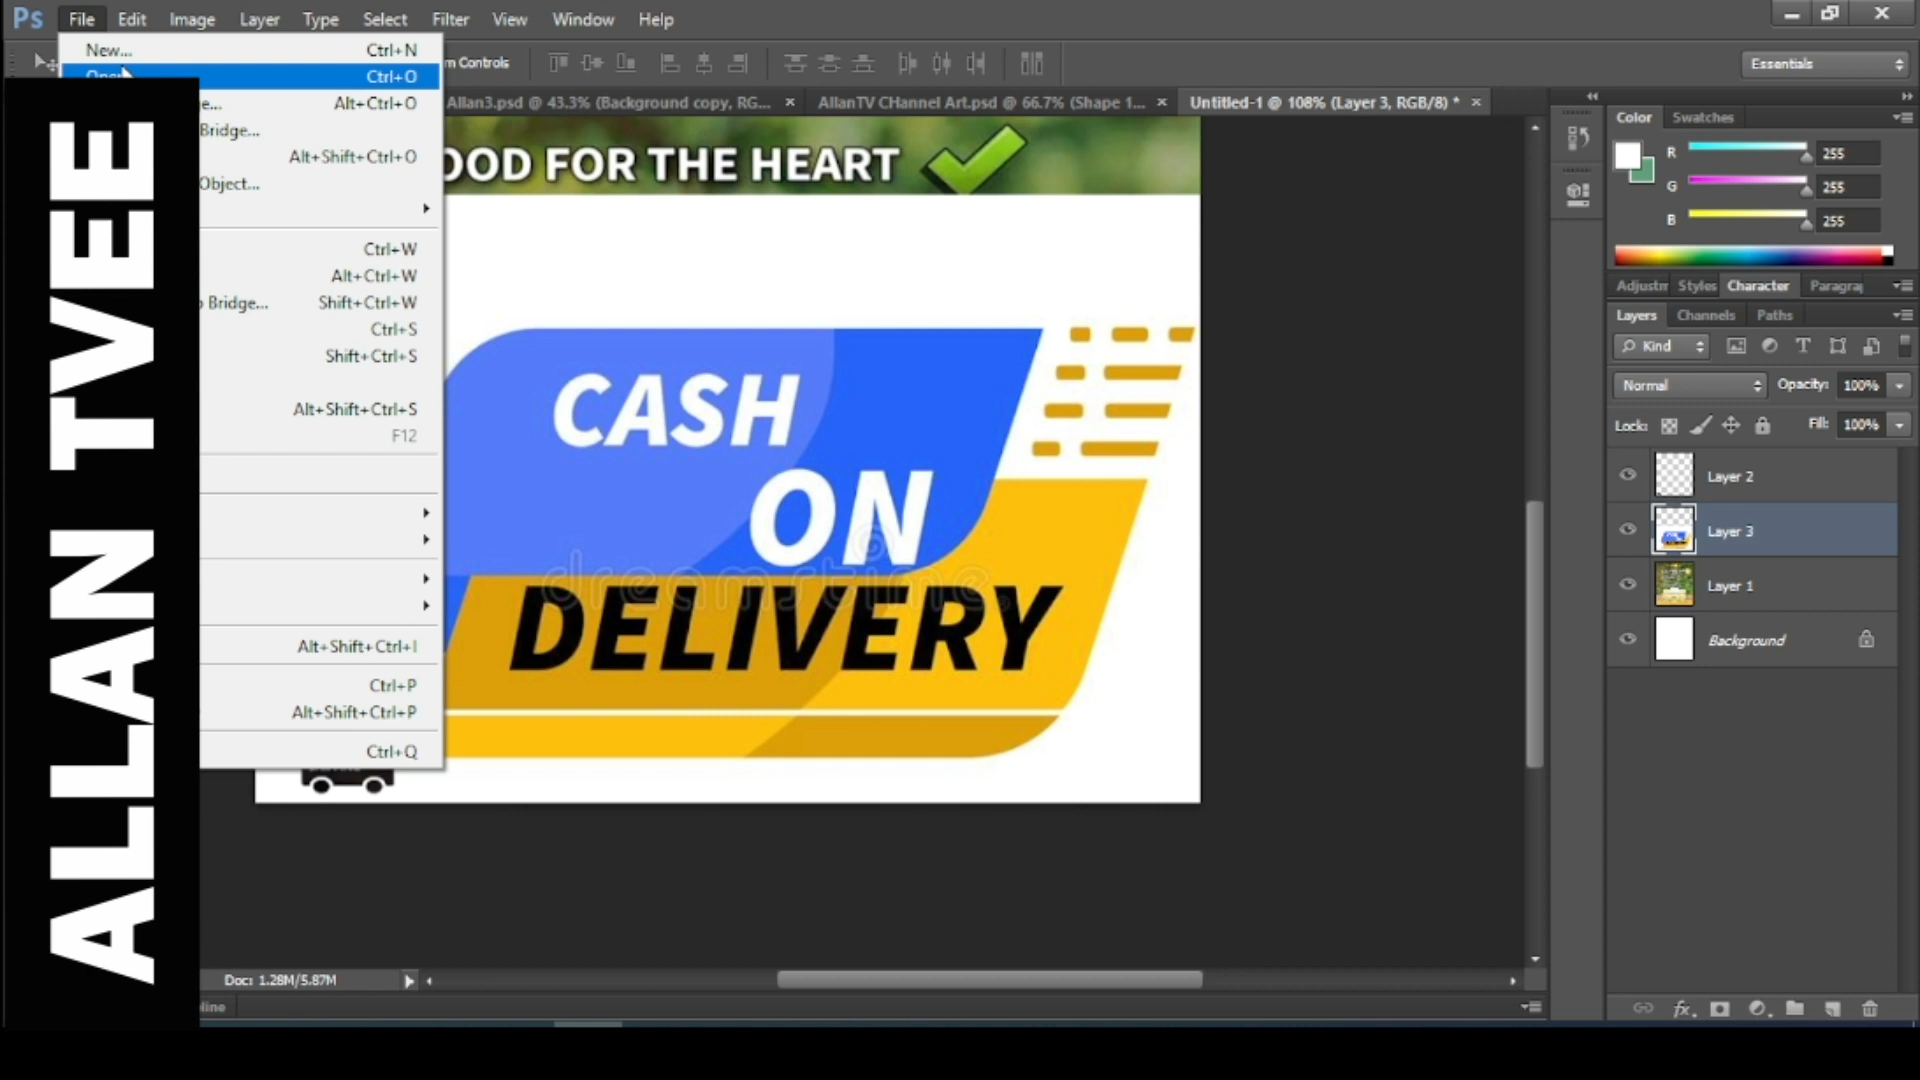 Ps File Edit Image Layer Type Select Filter View Window Help
New... Ctrl+N
Ctrl+O
e... Alt+Ctrl+O
Bridge...
Alt+Shift+Ctrl+O
Object...
Ctrl+W
Alt+Ctrl+W
Bridge... Shift+Ctrl+W
Ctrl+S
Shift+Ctrl+S
Alt+Shift+Ctrl+S
F12
Alt+Shift+Ctrl+I
Ctrl+P
Alt+Shift+Ctrl+P
Ctrl+Q
m Controls
Essentials
Allan3.psd @ 43.3% (Background copy, RG... × AllanTV CHannel Art.psd @ 66.7% (Shape 1... × Untitled-1 @ 108% (Layer 3, RGB/8) * ×
OOD FOR THE HEART
CASH
ON
DELIVERY
dreamstime
ALLAN TVEE
Color Swatches
R 255
G 255
B 255
Adjustm Styles Character Paragra
Layers Channels Paths
Kind
Normal Opacity: 100%
Lock: Fill: 100%
Layer 2
Layer 3
Layer 1
Background
Doc: 1.28M/5.87M
eline